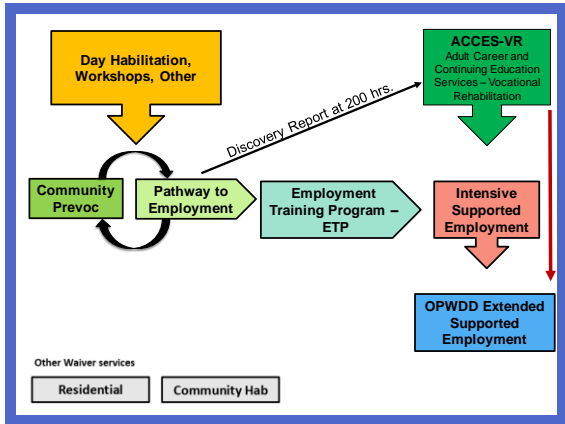 Day Habilitation,
Workshops, Other
ACCES-VR
Adult Career and
Continuing Education
Services – Vocational
Rehabilitation
Discovery Report at 200 hrs.
Community
Prevoc
Pathway to
Employment
Employment
Training Program –
ETP
Intensive
Supported
Employment
OPWDD Extended
Supported
Employment
Other Waiver services
Residential
Community Hab